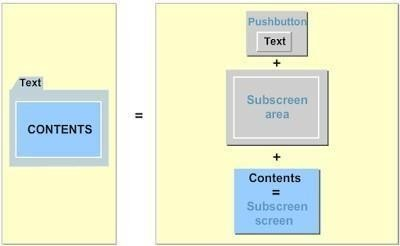 Text
CONTENTS
=
Pushbutton
Text
+
Subscreen
area
+
Contents
=
Subscreen
screen